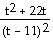 t² + 22t
(t − 11)²